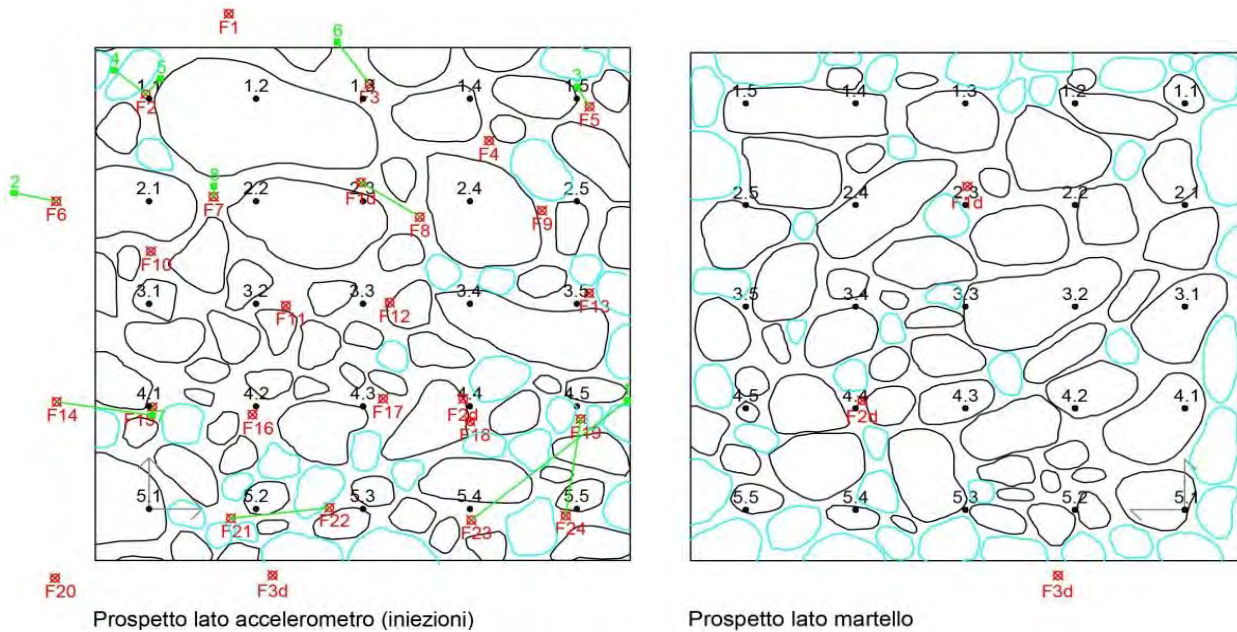 F1
6
4
5
3
1.1
1.2
1.3
1.4
1.5
F2
F3
F5
F4
2
8
2.1
2.2
2.3
2.4
2.5
F1d
F6
F7
F8
F9
F10
3.1
3.2
3.3
3.4
3.5
F11
F12
F13
4.1
4.2
4.3
4.4
4.5
F14
F15
F16
F17
F2d
F18
F19
5.1
5.2
5.3
5.4
5.5
F21
F22
F23
F24
F20
F3d
Prospetto lato accelerometro (iniezioni)
1.5
1.4
1.3
1.2
1.1
2.5
2.4
2.3
2.2
2.1
F1d
3.5
3.4
3.3
3.2
3.1
4.5
4.4
4.3
4.2
4.1
F2d
5.5
5.4
5.3
5.2
5.1
F3d
Prospetto lato martello